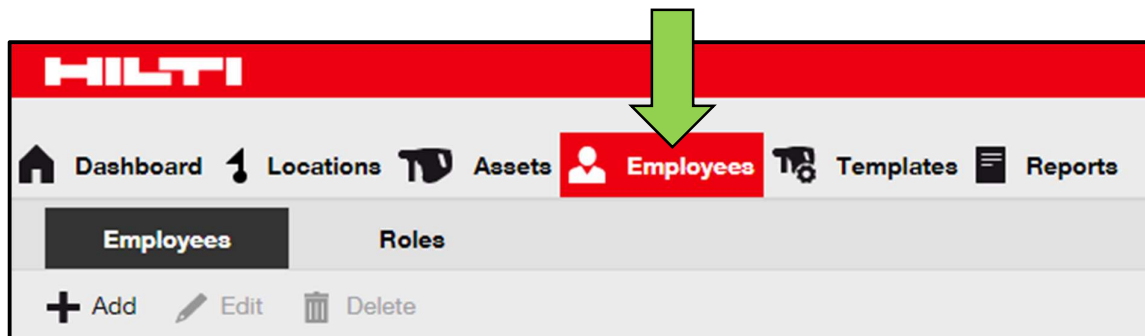 HILTI
Dashboard Locations Assets Employees Templates Reports
Employees Roles
Add Edit Delete